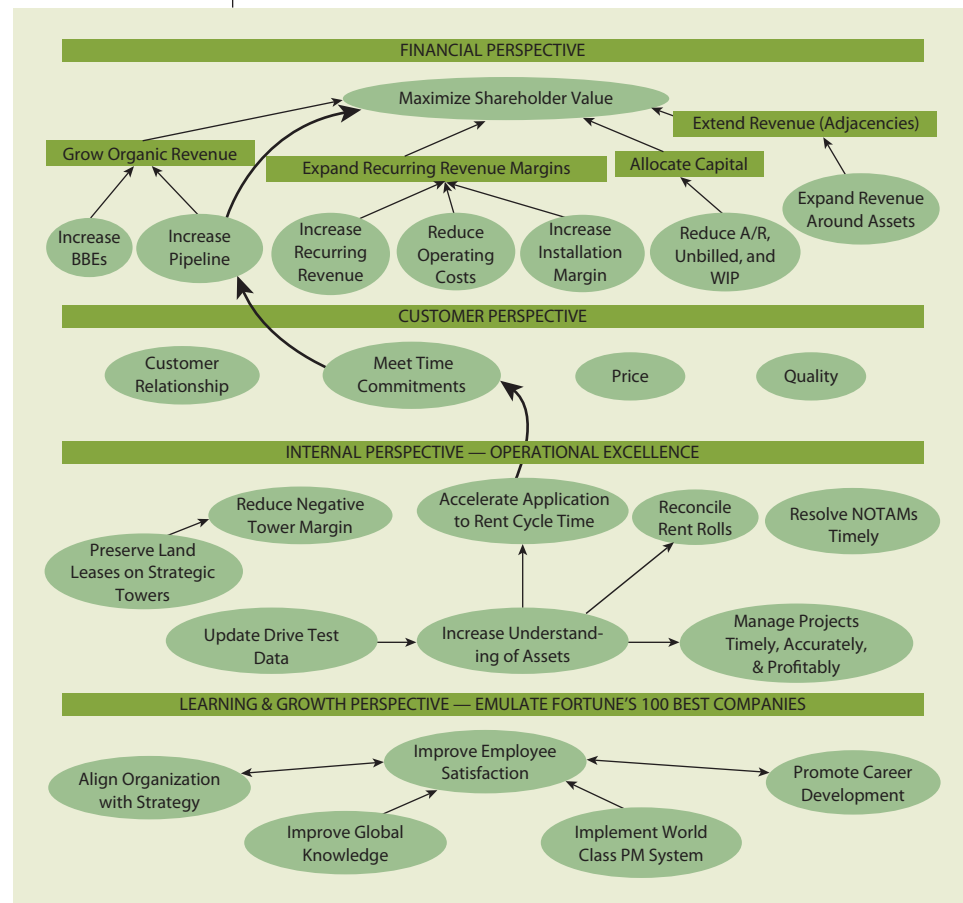 FINANCIAL PERSPECTIVE
Maximize Shareholder Value
Extend Revenue (Adjacencies)
Grow Organic Revenue
Expand Recurring Revenue Margins
Allocate Capital
Expand Revenue
Around Assets
Increase
BBEs
Increase
Pipeline
Increase
Recurring
Revenue
Reduce
Operating
Costs
Increase
Installation
Margin
Reduce A/R,
Unbilled, and
WIP
CUSTOMER PERSPECTIVE
Customer
Relationship
Meet Time
Commitments
Price
Quality
INTERNAL PERSPECTIVE — OPERATIONAL EXCELLENCE
Reduce Negative
Tower Margin
Accelerate Application
to Rent Cycle Time
Reconcile
Rent Rolls
Resolve NOTAMs
Timely
Preserve Land
Leases on Strategic
Towers
Update Drive Test
Data
Increase Understand-
ing of Assets
Manage Projects
Timely, Accurately,
& Profitably
LEARNING & GROWTH PERSPECTIVE — EMULATE FORTUNE'S 100 BEST COMPANIES
Improve Employee
Satisfaction
Align Organization
with Strategy
Promote Career
Development
Improve Global
Knowledge
Implement World
Class PM System